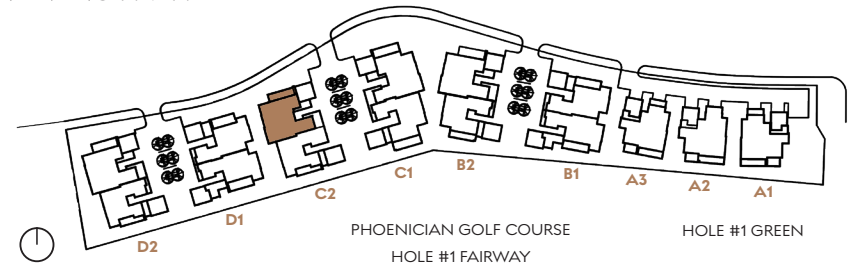 B2
C1
B1
A3
A2
A1
C2
D1
D2
PHOENICIAN GOLF COURSE
HOLE #1 FAIRWAY
HOLE #1 GREEN